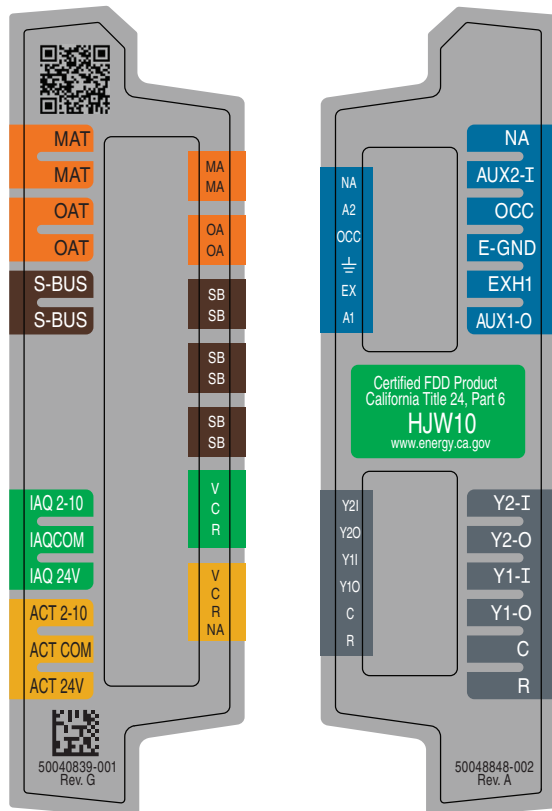 MAT
MAT
OAT
OAT
S-BUS
S-BUS
IAQ 2-10
IAQCOM
IAQ 24V
ACT 2-10
ACT COM
ACT 24V
50040839-001
Rev. G
MA
MA
OA
OA
SB
SB
SB
SB
SB
SB
V
C
R
V
C
R
NA
NA
A2
OCC
EX
A1
NA
AUX2-I
OCC
E-GND
EXH1
AUX1-O
Certified FDD Product
California Title 24, Part 6
HJW10
www.energy.ca.gov
Y2I
Y2O
Y1I
Y1O
C
R
Y2-I
Y2-O
Y1-I
Y1-O
C
R
50048848-002
Rev. A